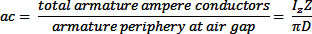 ac = total armature ampere conductors / armature periphery at air gap = I_z Z / πD